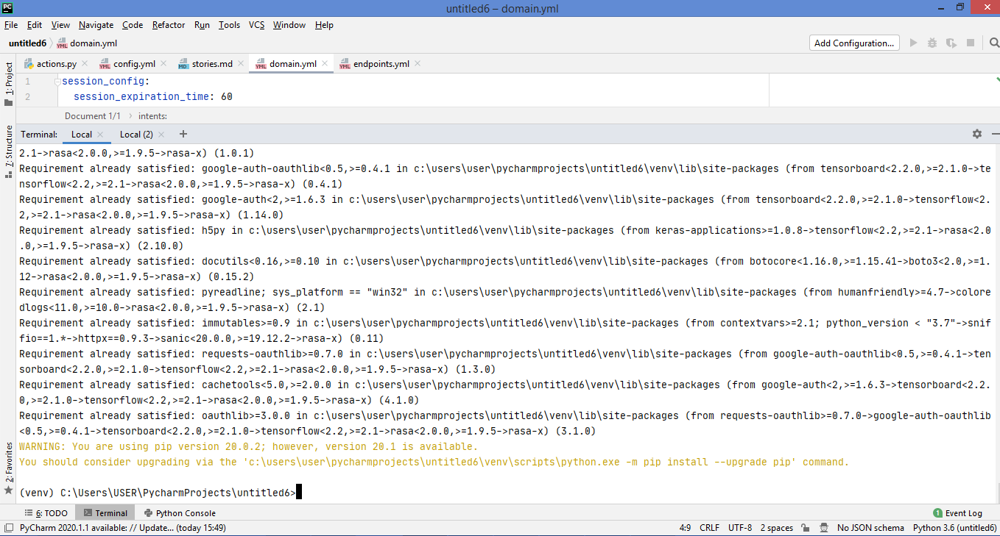 PC
untitled6 – domain.yml
File Edit View Navigate Code Refactor Run Tools VCS Window Help
untitled6 YML domain.yml Add Configuration...
actions.py YML config.yml MD stories.md YML domain.yml YML endpoints.yml
1: Project
7: Structure
2: Favorites
1 session_config:
2 session_expiration_time: 60
Document 1/1 › intents:
Terminal: Local Local (2) +
2.1->rasa<2.0.0,>=1.9.5->rasa-x) (1.0.1)
Requirement already satisfied: google-auth-oauthlib<0.5,>=0.4.1 in c:\users\user\pycharmprojects\untitled6\venv\lib\site-packages (from tensorboard<2.2.0,>=2.1.0->te
nsorflow<2.2,>=2.1->rasa<2.0.0,>=1.9.5->rasa-x) (0.4.1)
Requirement already satisfied: google-auth<2,>=1.6.3 in c:\users\user\pycharmprojects\untitled6\venv\lib\site-packages (from tensorboard<2.2.0,>=2.1.0->tensorflow<2.
2,>=2.1->rasa<2.0.0,>=1.9.5->rasa-x) (1.14.0)
Requirement already satisfied: h5py in c:\users\user\pycharmprojects\untitled6\venv\lib\site-packages (from keras-applications>=1.0.8->tensorflow<2.2,>=2.1->rasa<2.0
.0,>=1.9.5->rasa-x) (2.10.0)
Requirement already satisfied: docutils<0.16,>=0.10 in c:\users\user\pycharmprojects\untitled6\venv\lib\site-packages (from botocore<1.16.0,>=1.15.41->boto3<2.0,>=1.
12->rasa<2.0.0,>=1.9.5->rasa-x) (0.15.2)
Requirement already satisfied: pyreadline; sys_platform == "win32" in c:\users\user\pycharmprojects\untitled6\venv\lib\site-packages (from humanfriendly>=4.7->colore
dlogs<11.0,>=10.0->rasa<2.0.0,>=1.9.5->rasa-x) (2.1)
Requirement already satisfied: immutables>=0.9 in c:\users\user\pycharmprojects\untitled6\venv\lib\site-packages (from contextvars>=2.1; python_version < "3.7"->snif
fio==1.*->httpx==0.9.3->sanic<20.0.0,>=19.12.2->rasa-x) (0.11)
Requirement already satisfied: requests-oauthlib>=0.7.0 in c:\users\user\pycharmprojects\untitled6\venv\lib\site-packages (from google-auth-oauthlib<0.5,>=0.4.1->ten
sorboard<2.2.0,>=2.1.0->tensorflow<2.2,>=2.1->rasa<2.0.0,>=1.9.5->rasa-x) (1.3.0)
Requirement already satisfied: cachetools<5.0,>=2.0.0 in c:\users\user\pycharmprojects\untitled6\venv\lib\site-packages (from google-auth<2,>=1.6.3->tensorboard<2.2.
0,>=2.1.0->tensorflow<2.2,>=2.1->rasa<2.0.0,>=1.9.5->rasa-x) (4.1.0)
Requirement already satisfied: oauthlib>=3.0.0 in c:\users\user\pycharmprojects\untitled6\venv\lib\site-packages (from requests-oauthlib>=0.7.0->google-auth-oauthlib
<0.5,>=0.4.1->tensorboard<2.2.0,>=2.1.0->tensorflow<2.2,>=2.1->rasa<2.0.0,>=1.9.5->rasa-x) (3.1.0)
WARNING: You are using pip version 20.0.2; however, version 20.1 is available.
You should consider upgrading via the 'c:\users\user\pycharmprojects\untitled6\venv\scripts\python.exe -m pip install --upgrade pip' command.
(venv) C:\Users\USER\PycharmProjects\untitled6>
6: TODO Terminal Python Console 1 Event Log
PyCharm 2020.1.1 available: // Update... (today 15:49) 4:9 CRLF UTF-8 2 spaces No JSON schema Python 3.6 (untitled6)